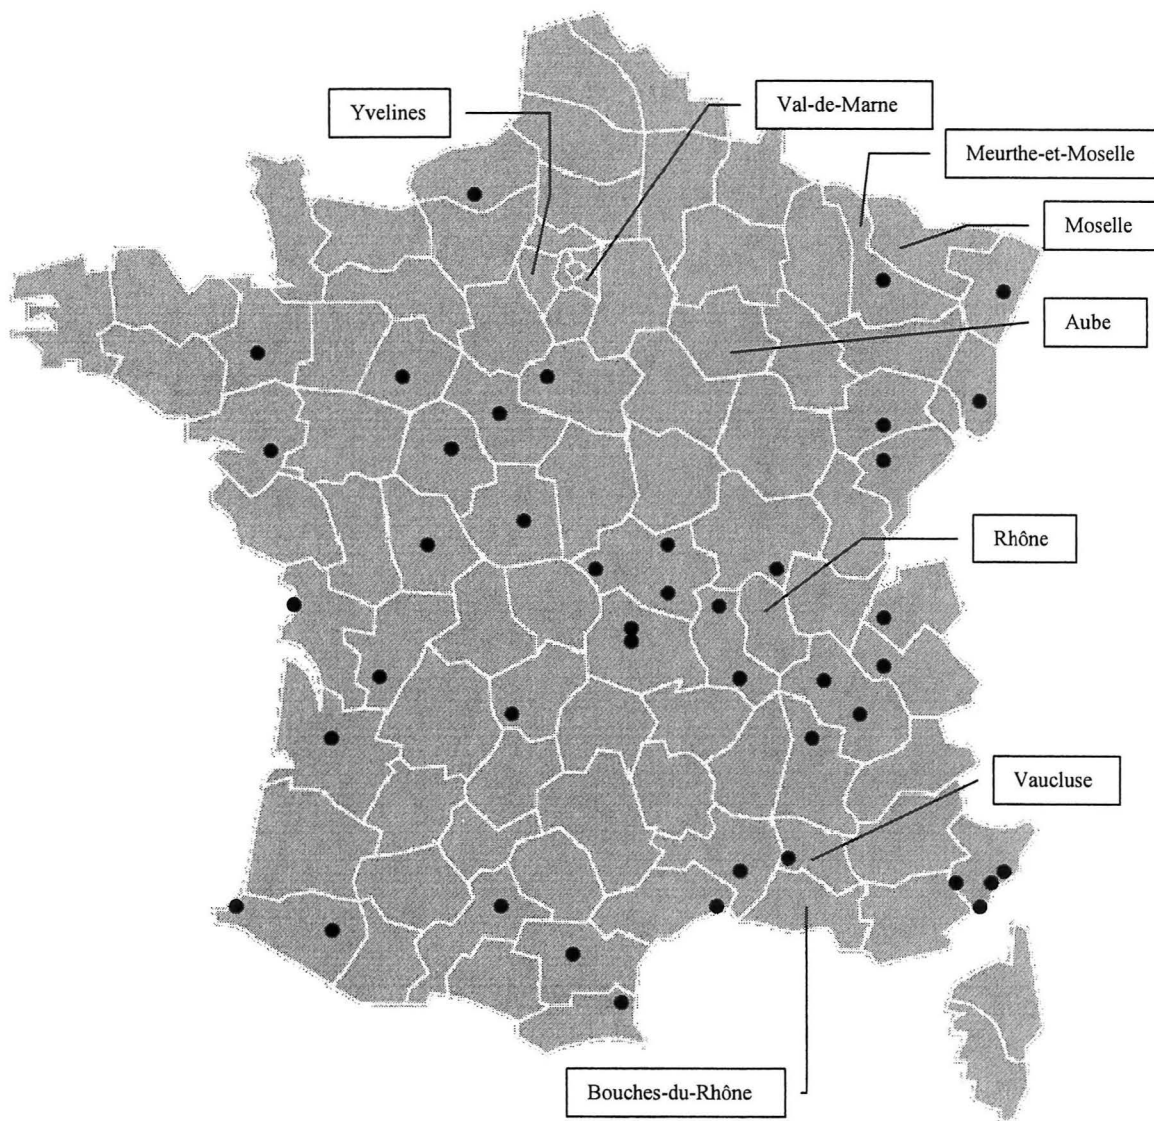 Yvelines
Val-de-Marne
Meurthe-et-Moselle
Moselle
Aube
Rhône
Vaucluse
Bouches-du-Rhône